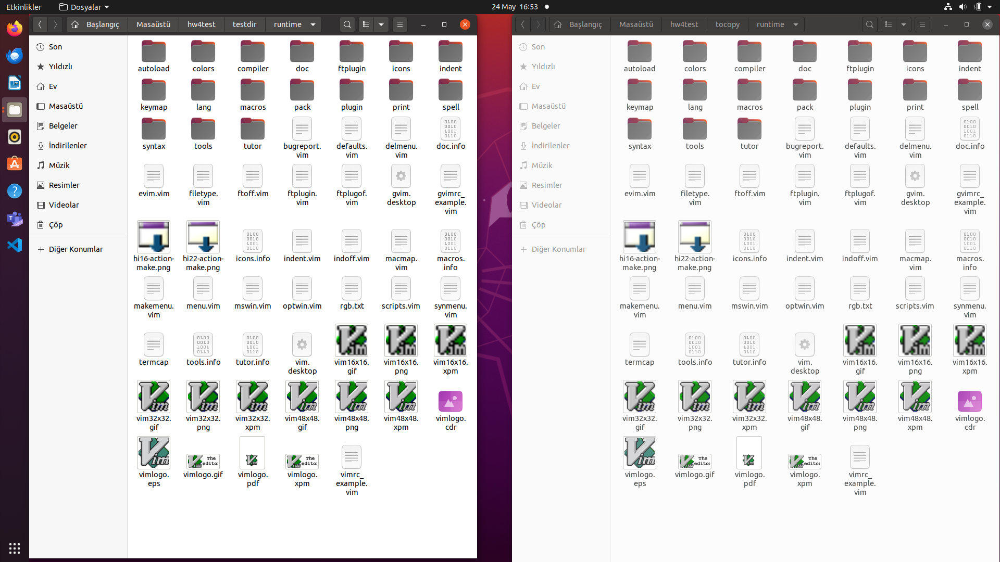 Etkinlikler
Dosyalar
24 May 16:53
Başlangıç Masaüstü hw4test testdir runtime
Son
Yıldızlı
Ev
Masaüstü
Belgeler
İndirilenler
Müzik
Resimler
Videolar
Çöp
Diğer Konumlar
autoload colors compiler doc ftplugin icons indent
keymap lang macros pack plugin print spell
syntax tools tutor bugreport. defaults. delmenu. doc.info
vim vim vim
evim.vim filetype. ftoff.vim ftplugin. ftplugof. gvim. gvimrc_
vim vim vim desktop example.
vim
hi16-action- hi22-action- icons.info indent.vim indoff.vim macmap. macros.
make.png make.png vim info
makemenu. menu.vim mswin.vim optwin.vim rgb.txt scripts.vim synmenu.
vim vim
termcap tools.info tutor.info vim. vim16x16. vim16x16. vim16x16.
desktop gif png xpm
vim32x32. vim32x32. vim32x32. vim48x48. vim48x48. vim48x48. vimlogo.
gif png xpm gif png xpm cdr
vimlogo. vimlogo.gif vimlogo. vimlogo. vimrc_
eps pdf xpm example.
vim
Başlangıç Masaüstü hw4test tocopy runtime
Son
Yıldızlı
Ev
Masaüstü
Belgeler
İndirilenler
Müzik
Resimler
Videolar
Çöp
Diğer Konumlar
autoload colors compiler doc ftplugin icons indent
keymap lang macros pack plugin print spell
syntax tools tutor bugreport. defaults. delmenu. doc.info
vim vim vim
evim.vim filetype. ftoff.vim ftplugin. ftplugof. gvim. gvimrc_
vim vim vim desktop example.
vim
hi16-action- hi22-action- icons.info indent.vim indoff.vim macmap. macros.
make.png make.png vim info
makemenu. menu.vim mswin.vim optwin.vim rgb.txt scripts.vim synmenu.
vim vim
termcap tools.info tutor.info vim. vim16x16. vim16x16. vim16x16.
desktop gif png xpm
vim32x32. vim32x32. vim32x32. vim48x48. vim48x48. vim48x48. vimlogo.
gif png xpm gif png xpm cdr
vimlogo. vimlogo.gif vimlogo. vimlogo. vimrc_
eps pdf xpm example.
vim